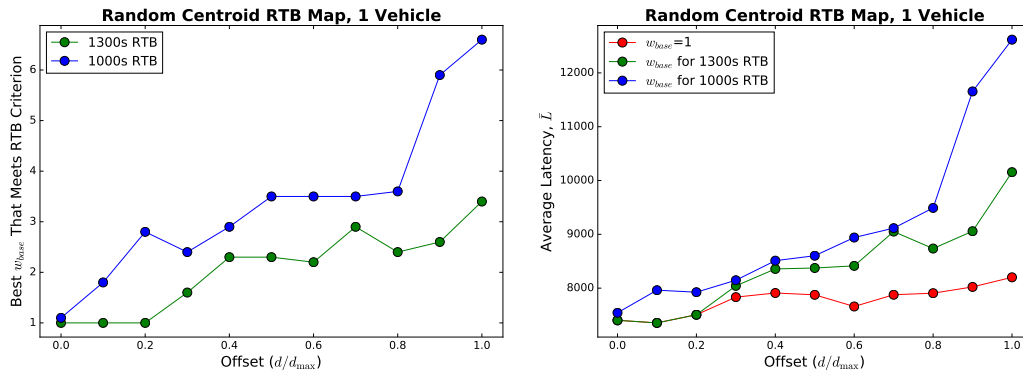 Random Centroid RTB Map, 1 Vehicle
1300s RTB
1000s RTB
Best w_base That Meets RTB Criterion
6
5
4
3
2
1
0.0 0.2 0.4 0.6 0.8 1.0
Offset (d/d_max)
Random Centroid RTB Map, 1 Vehicle
w_base=1
w_base for 1300s RTB
w_base for 1000s RTB
Average Latency, L̄
12000
11000
10000
9000
8000
0.0 0.2 0.4 0.6 0.8 1.0
Offset (d/d_max)